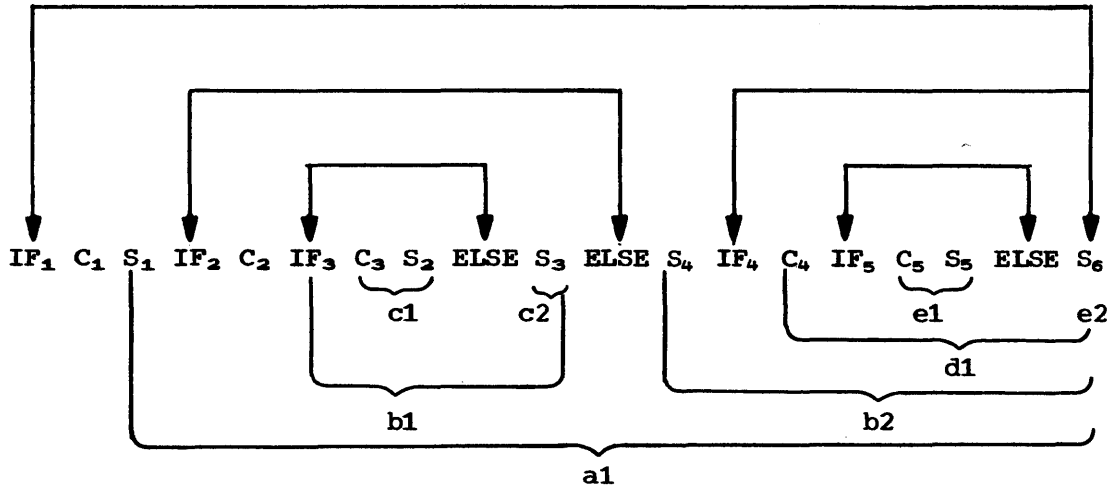 IF₁ C₁ S₁ IF₂ C₂ IF₃ C₃ S₂ ELSE S₃ ELSE S₄ IF₄ C₄ IF₅ C₅ S₅ ELSE S₆
c1 c2 e1 e2
d1
b1 b2
a1